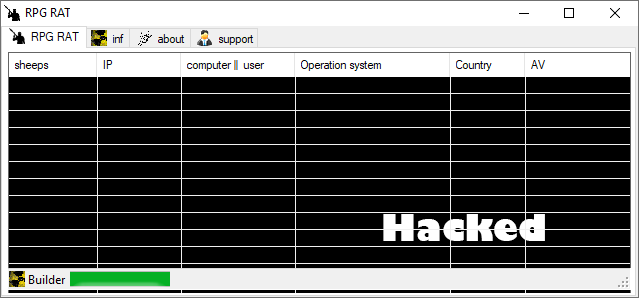 RPG RAT
RPG RAT inf about support
sheeps IP computer user Operation system Country AV
Hacked
Builder